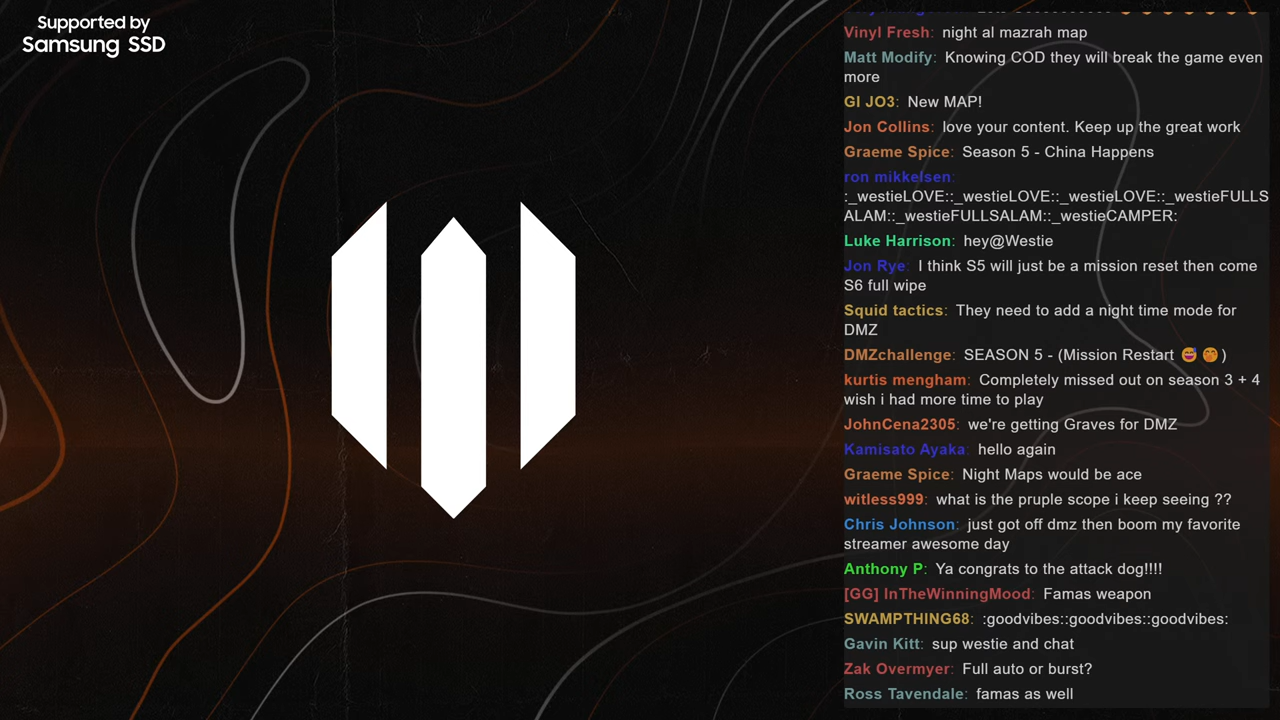 Supported by
Samsung SSD
Vinyl Fresh: night al mazrah map
Matt Modify: Knowing COD they will break the game even
more
GI JO3: New MAP!
Jon Collins: love your content. Keep up the great work
Graeme Spice: Season 5 - China Happens
ron mikkelsen:
:_westieLOVE::_westieLOVE::_westieLOVE::_westieFULLS
ALAM::_westieFULLSALAM::_westieCAMPER:
Luke Harrison: hey@Westie
Jon Rye: I think S5 will just be a mission reset then come
S6 full wipe
Squid tactics: They need to add a night time mode for
DMZ
DMZchallenge: SEASON 5 - (Mission Restart 😅 🤭 )
kurtis mengham: Completely missed out on season 3 + 4
wish i had more time to play
JohnCena2305: we're getting Graves for DMZ
Kamisato Ayaka: hello again
Graeme Spice: Night Maps would be ace
witless999: what is the pruple scope i keep seeing ??
Chris Johnson: just got off dmz then boom my favorite
streamer awesome day
Anthony P: Ya congrats to the attack dog!!!!
[GG] InTheWinningMood: Famas weapon
SWAMPTHING68: :goodvibes::goodvibes::goodvibes:
Gavin Kitt: sup westie and chat
Zak Overmyer: Full auto or burst?
Ross Tavendale: famas as well